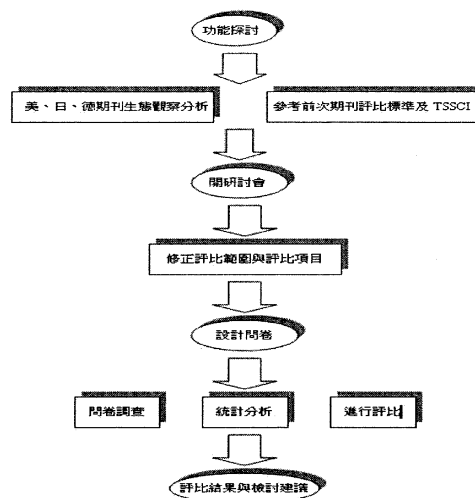 功能探討
美、日、德期刊生態觀察分析
參考前次期刊評比標準及 TSSCI
開研討會
修正評比範圍與評比項目
設計問卷
問卷調查
統計分析
進行評比
評比結果與檢討建議